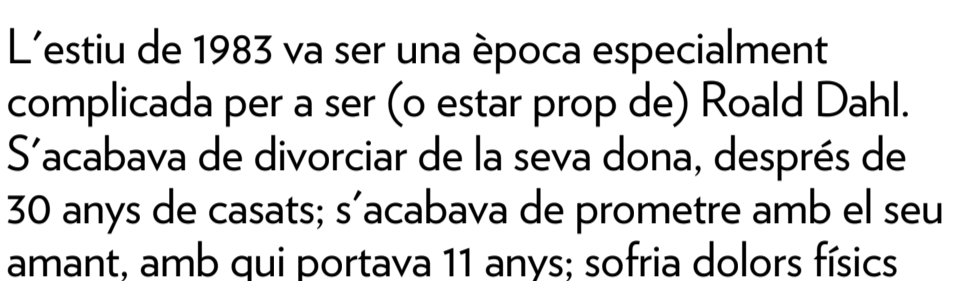 L'estiu de 1983 va ser una època especialment
complicada per a ser (o estar prop de) Roald Dahl.
S'acabava de divorciar de la seva dona, després de
30 anys de casats; s'acabava de prometre amb el seu
amant, amb qui portava 11 anys; sofria dolors físics